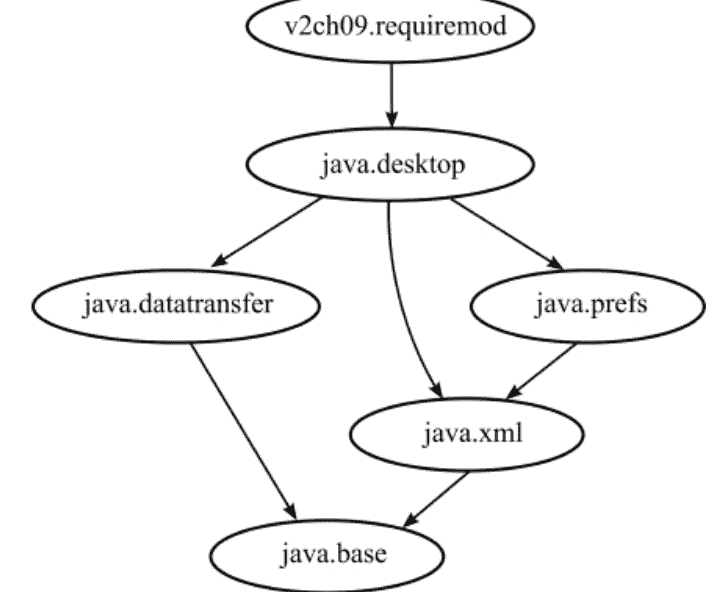 v2ch09.requiremod
java.desktop
java.datatransfer
java.prefs
java.xml
java.base